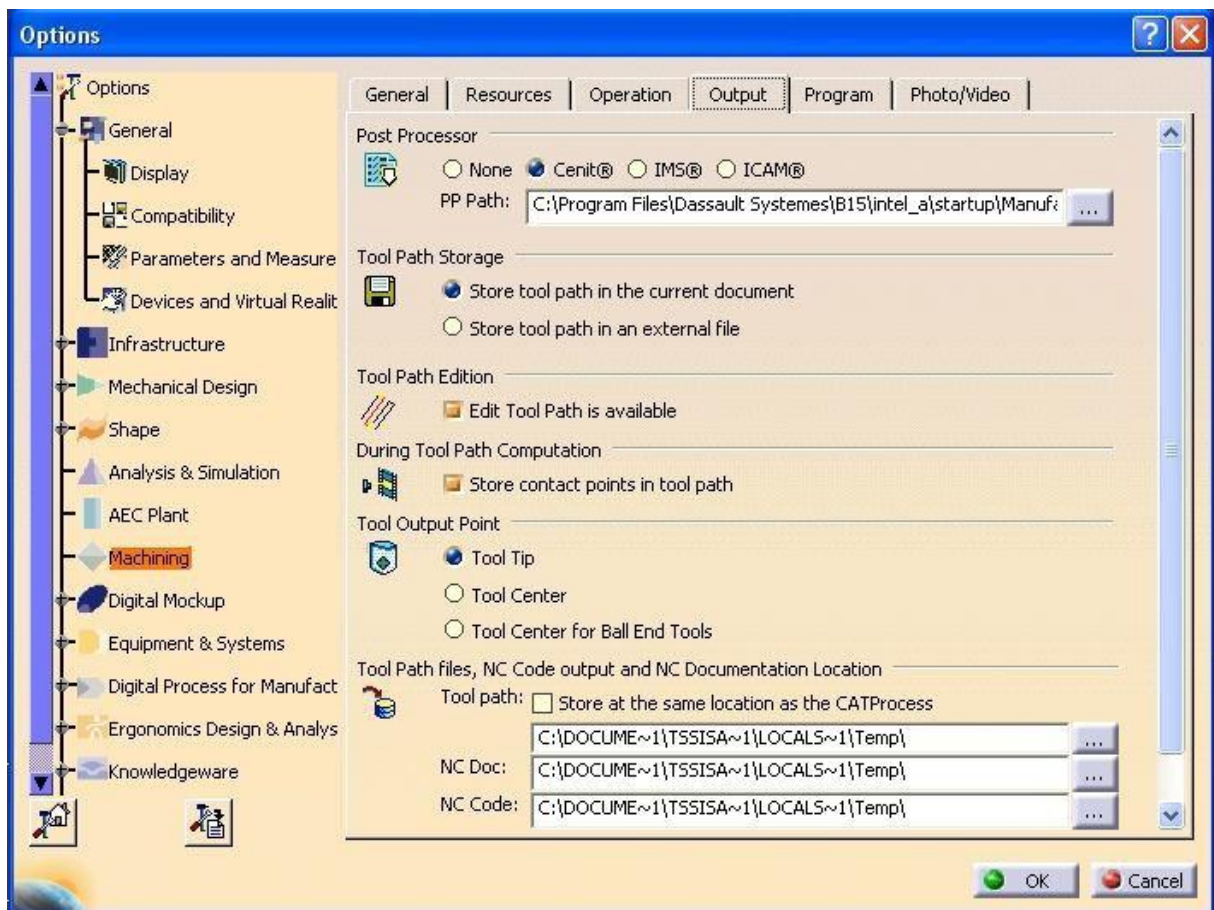 Options
Options
General
Display
Compatibility
Parameters and Measure
Devices and Virtual Realit
Infrastructure
Mechanical Design
Shape
Analysis & Simulation
AEC Plant
Machining
Digital Mockup
Equipment & Systems
Digital Process for Manufact
Ergonomics Design & Analys
Knowledgeware
General Resources Operation Output Program Photo/Video
Post Processor
None Cenit® IMS® ICAM®
PP Path: C:\Program Files\Dassault Systemes\B15\intel_a\startup\Manufa ...
Tool Path Storage
Store tool path in the current document
Store tool path in an external file
Tool Path Edition
Edit Tool Path is available
During Tool Path Computation
Store contact points in tool path
Tool Output Point
Tool Tip
Tool Center
Tool Center for Ball End Tools
Tool Path files, NC Code output and NC Documentation Location
Tool path: Store at the same location as the CATProcess
C:\DOCUME~1\TSSISA~1\LOCALS~1\Temp\ ...
NC Doc: C:\DOCUME~1\TSSISA~1\LOCALS~1\Temp\ ...
NC Code: C:\DOCUME~1\TSSISA~1\LOCALS~1\Temp\ ...
OK Cancel